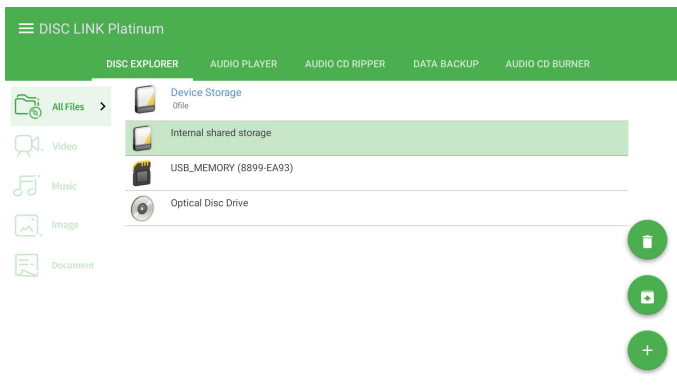 DISC LINK Platinum
DISC EXPLORER AUDIO PLAYER AUDIO CD RIPPER DATA BACKUP AUDIO CD BURNER
All Files
Video
Music
Image
Document
Device Storage
0file
Internal shared storage
USB_MEMORY (8899-EA93)
Optical Disc Drive